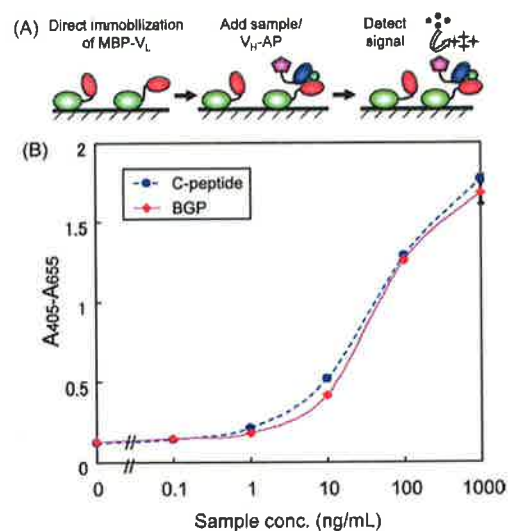 (A) Direct immobilization of MBP-VL
Add sample/ VH-AP
Detect signal
(B)
2
1.5
1
0.5
0
C-peptide
BGP
A405-A655
0 0.1 1 10 100 1000
Sample conc. (ng/mL)